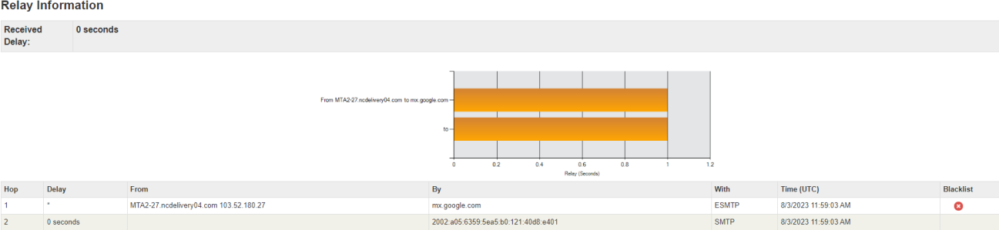 Relay Information
Received Delay:
0 seconds
From MTA2-27.ncdelivery04.com to mx.google.com
to
0 0.2 0.4 0.6 0.8 1 1.2
Relay (Seconds)
Hop Delay From By With Time (UTC) Blacklist
1 * MTA2-27.ncdelivery04.com 103.52.180.27 mx.google.com ESMTP 8/3/2023 11:59:03 AM
2 0 seconds 2002:a05:6359:5ea5:b0:121:40d8:e401 SMTP 8/3/2023 11:59:03 AM